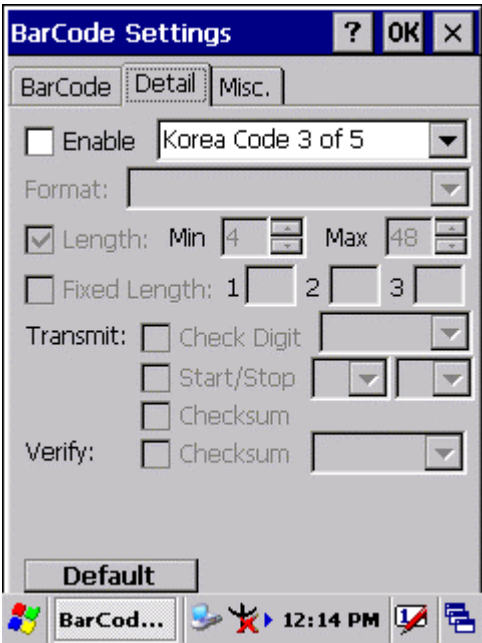 BarCode Settings ? OK ×
BarCode Detail Misc.
Enable Korea Code 3 of 5
Format:
Length: Min 4 Max 48
Fixed Length: 1 2 3
Transmit: Check Digit
Start/Stop
Checksum
Verify: Checksum
Default
BarCod... 12:14 PM 1